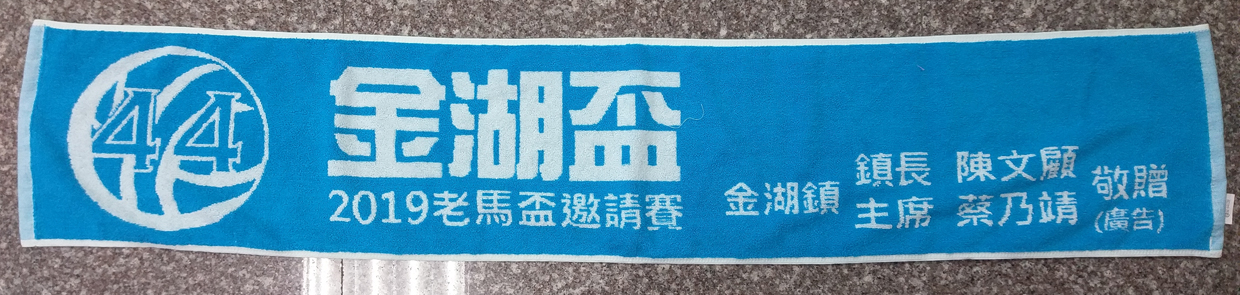 44
金湖盃
2019老馬盃邀請賽
金湖鎮
鎮長 陳文顧
主席 蔡乃靖
敬贈
(廣告)